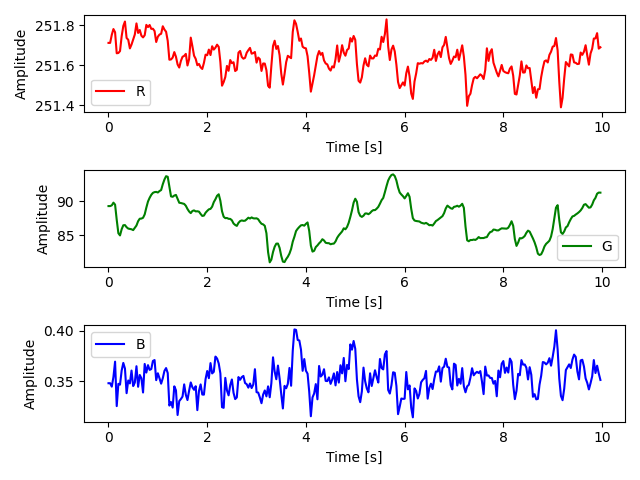 251.8
251.6
251.4
Amplitude
R
0 2 4 6 8 10
Time [s]
90
85
Amplitude
G
0 2 4 6 8 10
Time [s]
0.40
0.35
Amplitude
B
0 2 4 6 8 10
Time [s]